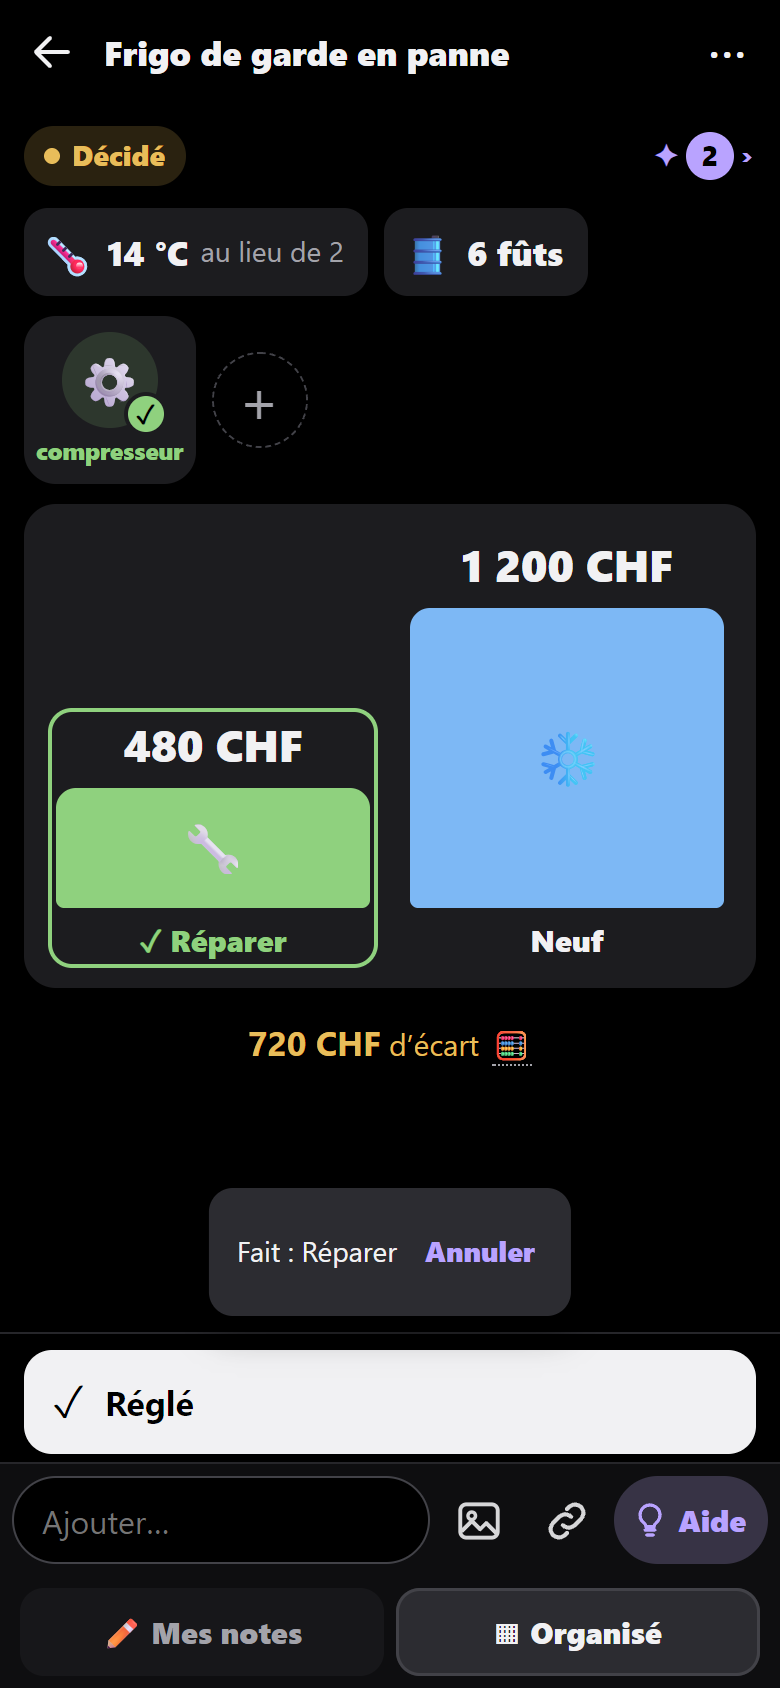 Frigo de garde en panne
Décidé
2
14 °C au lieu de 2
6 fûts
compresseur
1 200 CHF
480 CHF
✓ Réparer
Neuf
720 CHF d’écart
Fait : Réparer Annuler
✓ Réglé
Ajouter...
Aide
Mes notes
Organisé